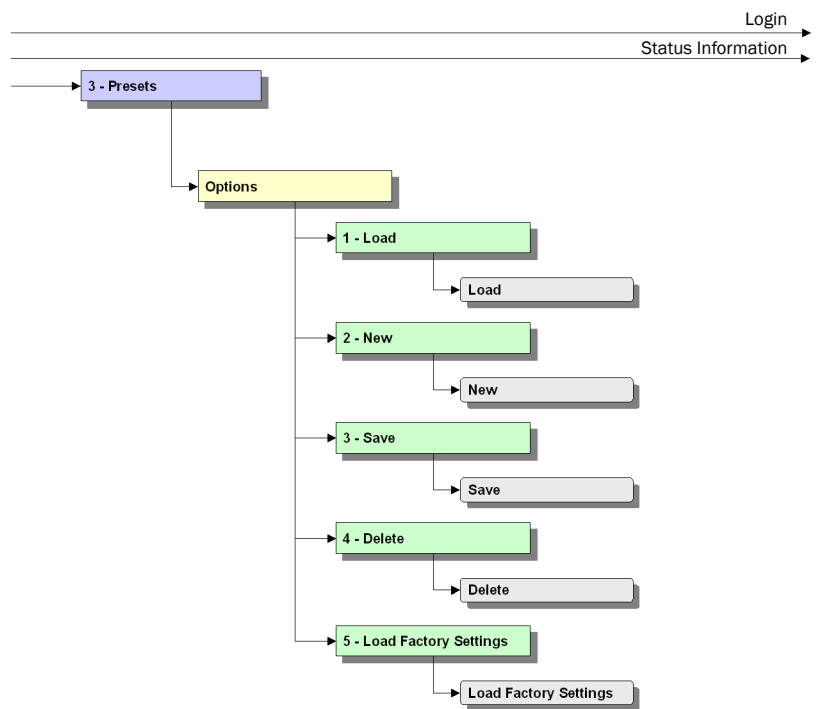 Login
Status Information
3 - Presets
Options
1 - Load
Load
2 - New
New
3 - Save
Save
4 - Delete
Delete
5 - Load Factory Settings
Load Factory Settings